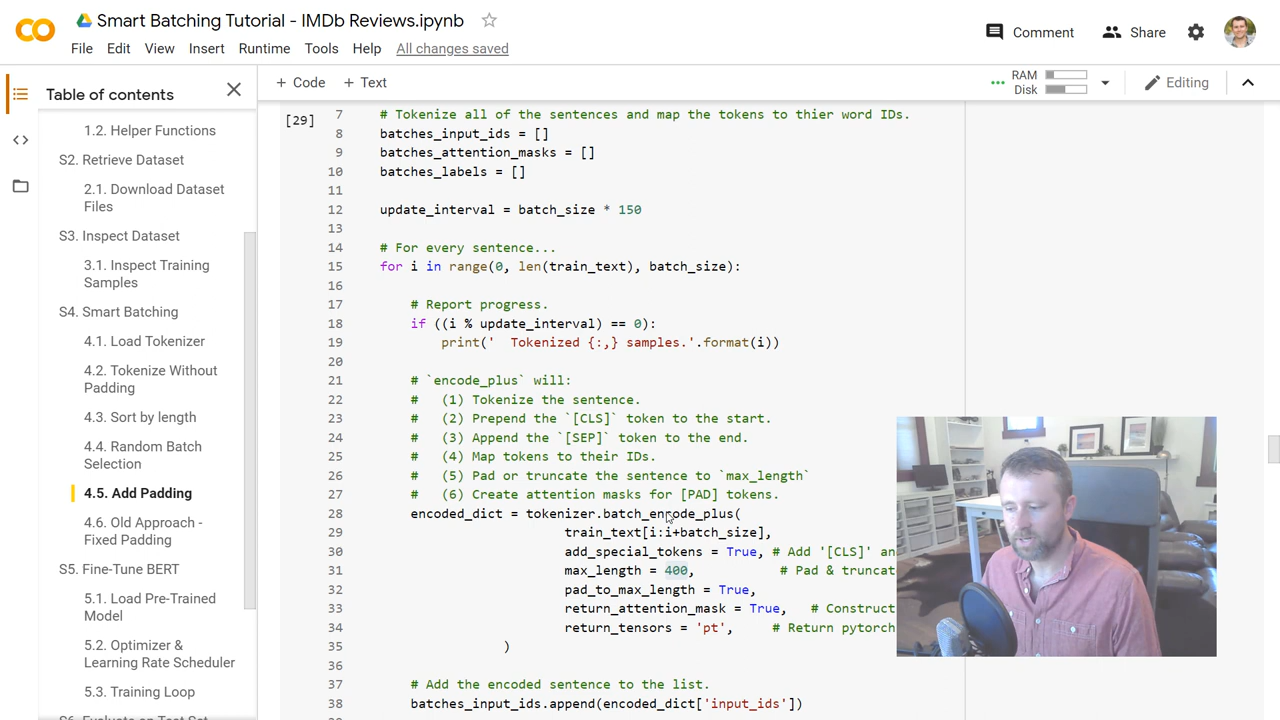 Smart Batching Tutorial - IMDb Reviews.ipynb
Comment
Share
File Edit View Insert Runtime Tools Help All changes saved
+ Code + Text
RAM
Disk
Editing
Table of contents
1.2. Helper Functions
S2. Retrieve Dataset
2.1. Download Dataset
Files
S3. Inspect Dataset
3.1. Inspect Training
Samples
S4. Smart Batching
4.1. Load Tokenizer
4.2. Tokenize Without
Padding
4.3. Sort by length
4.4. Random Batch
Selection
4.5. Add Padding
4.6. Old Approach -
Fixed Padding
S5. Fine-Tune BERT
5.1. Load Pre-Trained
Model
5.2. Optimizer &
Learning Rate Scheduler
5.3. Training Loop
S6. Evaluate on Test Set
[29]
7 # Tokenize all of the sentences and map the tokens to thier word IDs.
8 batches_input_ids = []
9 batches_attention_masks = []
10 batches_labels = []
11
12 update_interval = batch_size * 150
13
14 # For every sentence...
15 for i in range(0, len(train_text), batch_size):
16
17 # Report progress.
18 if ((i % update_interval) == 0):
19 print('  Tokenized {:,} samples.'.format(i))
20
21 # `encode_plus` will:
22 #   (1) Tokenize the sentence.
23 #   (2) Prepend the `[CLS]` token to the start.
24 #   (3) Append the `[SEP]` token to the end.
25 #   (4) Map tokens to their IDs.
26 #   (5) Pad or truncate the sentence to `max_length`
27 #   (6) Create attention masks for [PAD] tokens.
28 encoded_dict = tokenizer.batch_encode_plus(
29 train_text[i:i+batch_size],
30 add_special_tokens = True, # Add '[CLS]' an
31 max_length = 400, # Pad & truncat
32 pad_to_max_length = True,
33 return_attention_mask = True, # Construct
34 return_tensors = 'pt', # Return pytorch
35 )
36
37 # Add the encoded sentence to the list.
38 batches_input_ids.append(encoded_dict['input_ids'])